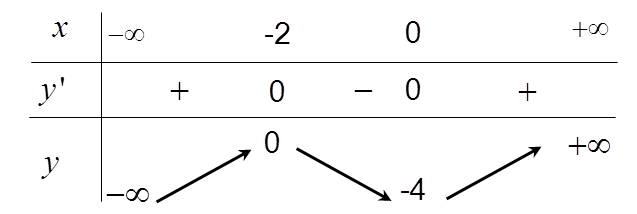 x −∞ -2 0 +∞
y' + 0 − 0 +
0 +∞
y
−∞ -4